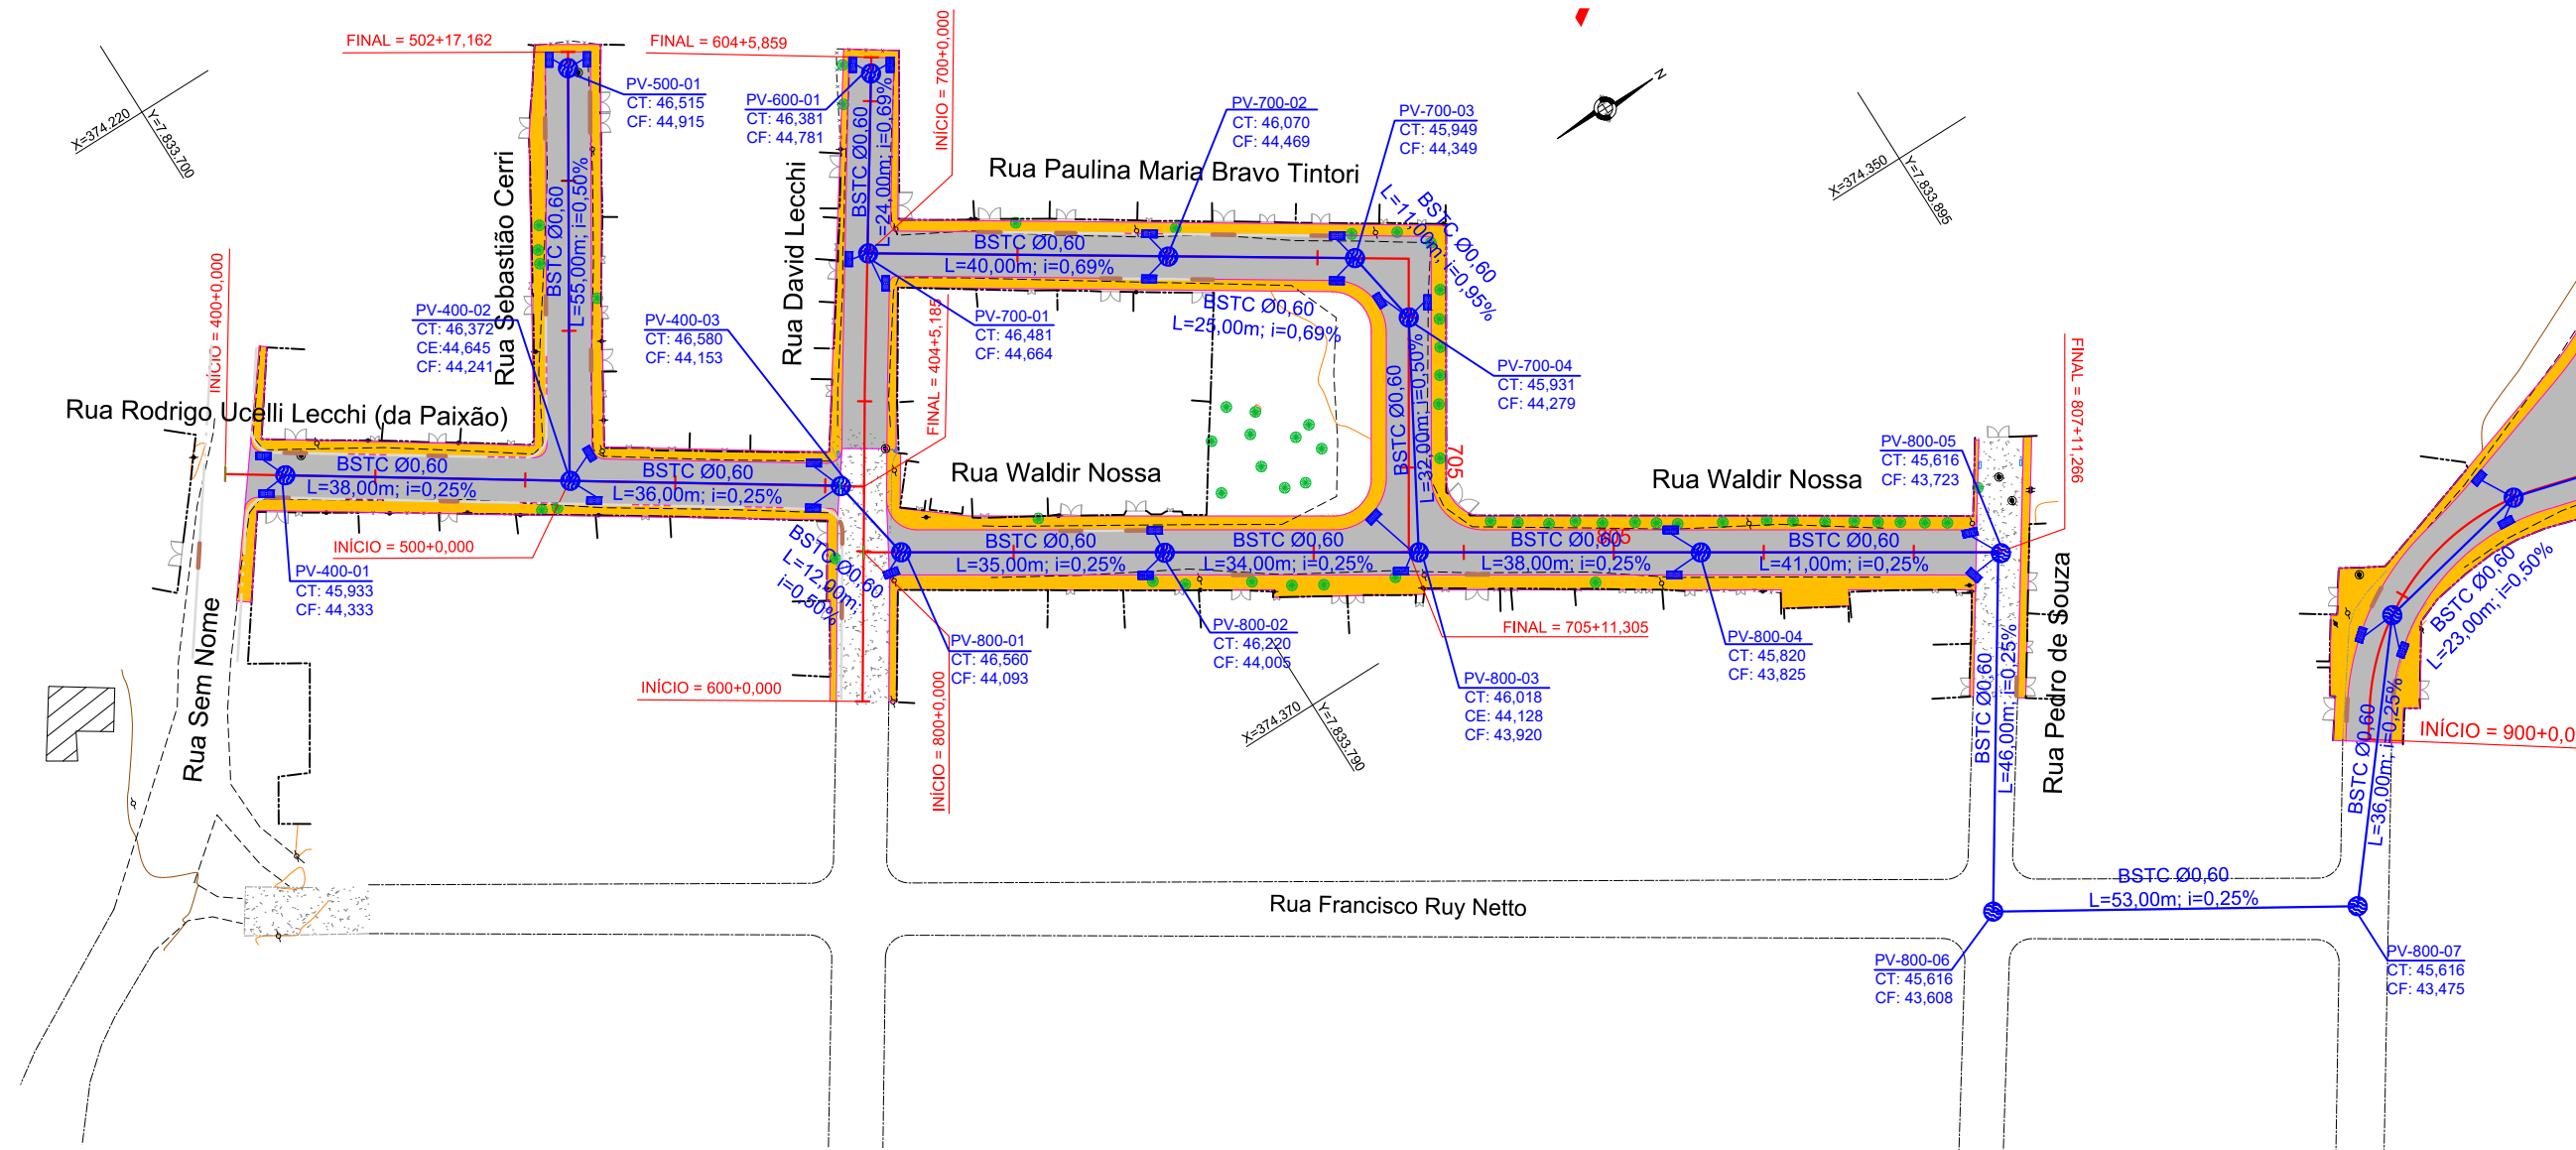 FINAL = 502+17,162
FINAL = 604+5,859
INÍCIO = 700+0,000
N
X=374.220
Y=7.833.700
PV-500-01
CT: 46,515
CF: 44,915
PV-600-01
CT: 46,381
CF: 44,781
PV-700-02
CT: 46,070
CF: 44,469
PV-700-03
CT: 45,949
CF: 44,349
X=374.350
Y=7.833.895
Rua Paulina Maria Bravo Tintori
Rua Sebastião Cerri
BSTC Ø0,60
L=55,00m; i=0,50%
Rua David Lecchi
BSTC Ø0,60
L=24,00m; i=0,69%
BSTC Ø0,60
L=40,00m; i=0,69%
BSTC Ø0,60
L=11,00m; i=0,95%
BSTC Ø0,60
L=25,00m; i=0,69%
INÍCIO = 400+0,000
PV-400-02
CT: 46,372
CE:44,645
CF: 44,241
PV-400-03
CT: 46,580
CF: 44,153
PV-700-01
CT: 46,481
CF: 44,664
FINAL = 404+5,185
PV-700-04
CT: 45,931
CF: 44,279
BSTC Ø0,60
L=32,00m; i=0,50%
705
FINAL = 807+11,266
Rua Rodrigo Ucelli Lecchi (da Paixão)
BSTC Ø0,60
L=38,00m; i=0,25%
BSTC Ø0,60
L=36,00m; i=0,25%
Rua Waldir Nossa
Rua Waldir Nossa
PV-800-05
CT: 45,616
CF: 43,723
INÍCIO = 500+0,000
BSTC Ø0,60
L=12,00m;
i=0,50%
BSTC Ø0,60
L=35,00m; i=0,25%
BSTC Ø0,60
L=34,00m; i=0,25%
BSTC Ø0,60
L=38,00m; i=0,25%
805
BSTC Ø0,60
L=41,00m; i=0,25%
PV-400-01
CT: 45,933
CF: 44,333
Rua Sem Nome
PV-800-01
CT: 46,560
CF: 44,093
PV-800-02
CT: 46,220
CF: 44,005
FINAL = 705+11,305
PV-800-04
CT: 45,820
CF: 43,825
INÍCIO = 600+0,000
INÍCIO = 800+0,000
PV-800-03
CT: 46,018
CE: 44,128
CF: 43,920
X=374.370
Y=7.833.790
BSTC Ø0,60
L=46,00m; i=0,25%
Rua Pedro de Souza
BSTC Ø0,60
L=23,00m; i=0,50%
BSTC Ø0,60
L=36,00m; i=0,25%
INÍCIO = 900+0,0
Rua Francisco Ruy Netto
BSTC Ø0,60
L=53,00m; i=0,25%
PV-800-06
CT: 45,616
CF: 43,608
PV-800-07
CT: 45,616
CF: 43,475